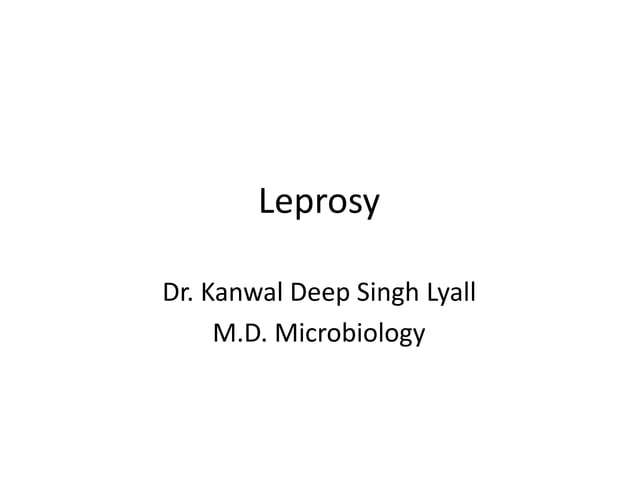 Leprosy
Dr. Kanwal Deep Singh Lyall
M.D. Microbiology